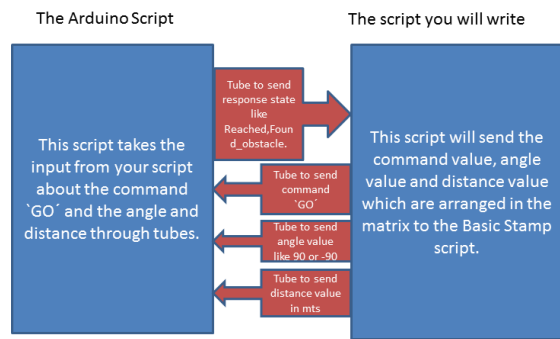 The Arduino Script
The script you will write
This script takes the
input from your script
about the command
`GO´ and the angle and
distance through tubes.
Tube to send
response state
like
Reached,Foun
d_obstacle.
Tube to send
command
`GO´
Tube to send
angle value
like 90 or -90
Tube to send
distance value
in mts
This script will send the
command value, angle
value and distance value
which are arranged in the
matrix to the Basic Stamp
script.